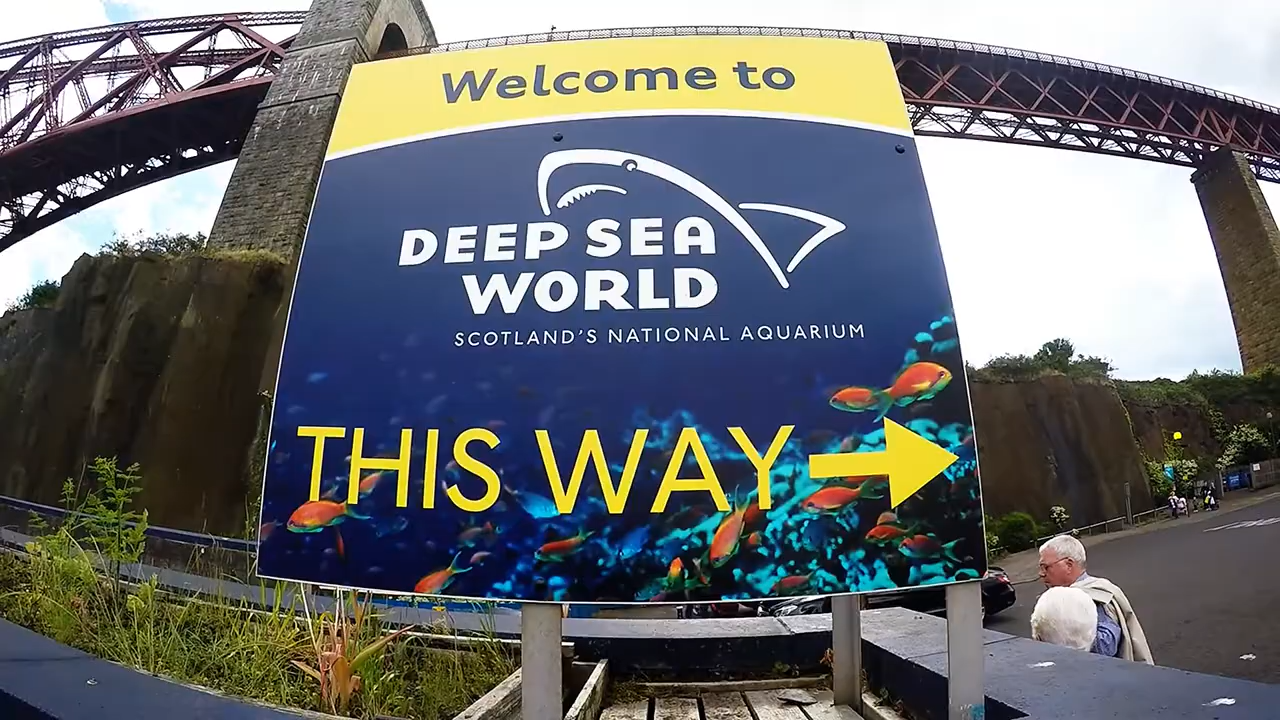 Welcome to
DEEP SEA
WORLD
SCOTLAND'S NATIONAL AQUARIUM
THIS WAY